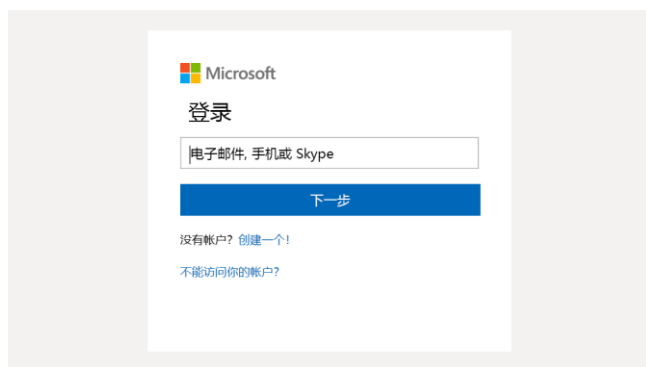 Microsoft
登录
电子邮件, 手机或 Skype
下一步
没有帐户? 创建一个!
不能访问你的帐户?